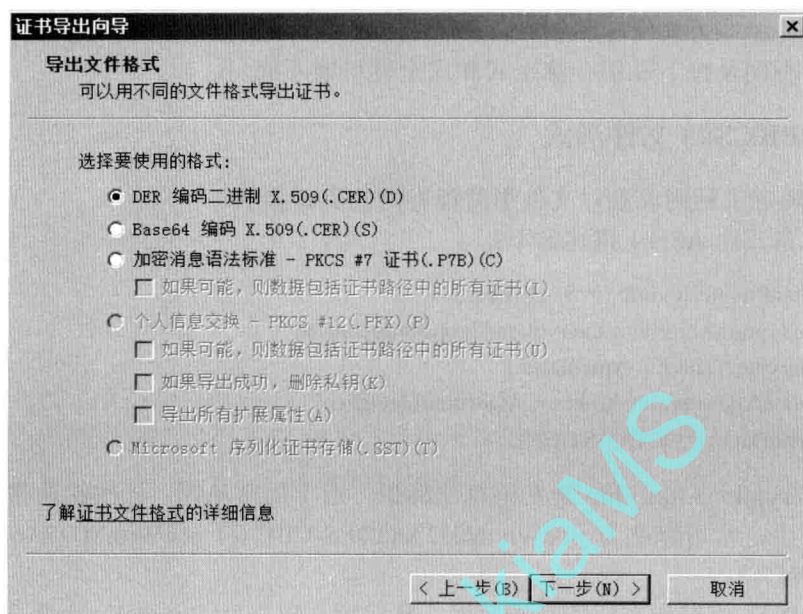 证书导出向导
导出文件格式
可以用不同的文件格式导出证书。
选择要使用的格式:
DER 编码二进制 X.509(.CER)(D)
Base64 编码 X.509(.CER)(S)
加密消息语法标准 - PKCS #7 证书(.P7B)(C)
如果可能,则数据包括证书路径中的所有证书(I)
个人信息交换 - PKCS #12(.PFX)(P)
如果可能,则数据包括证书路径中的所有证书(U)
如果导出成功,删除私钥(K)
导出所有扩展属性(A)
Microsoft 序列化证书存储(.SST)(T)
了解证书文件格式的详细信息
< 上一步(B) 下一步(N) > 取消
kiaMS